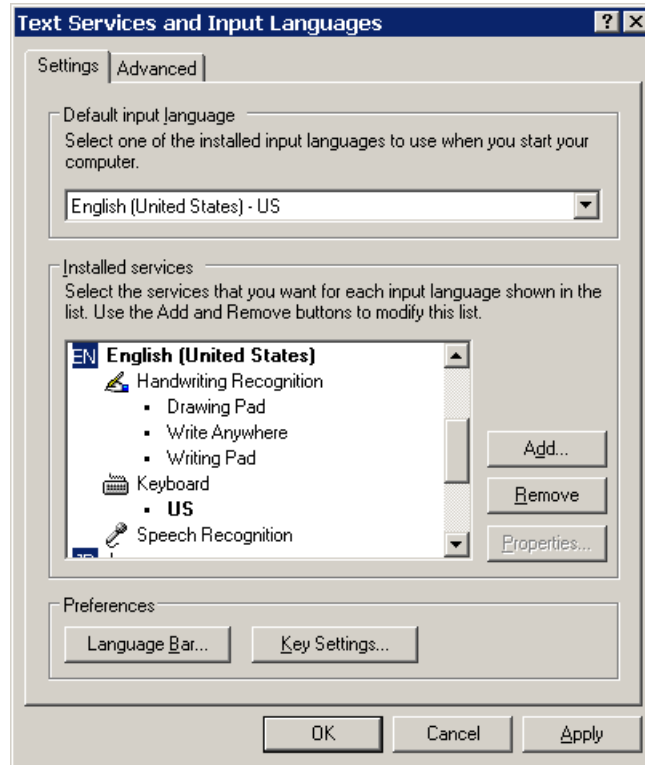 Text Services and Input Languages
Settings
Advanced
Default input language
Select one of the installed input languages to use when you start your
computer.
English (United States) - US
Installed services
Select the services that you want for each input language shown in the
list. Use the Add and Remove buttons to modify this list.
EN English (United States)
Handwriting Recognition
Drawing Pad
Write Anywhere
Writing Pad
Keyboard
US
Speech Recognition
Add...
Remove
Properties...
Preferences
Language Bar...
Key Settings...
OK
Cancel
Apply